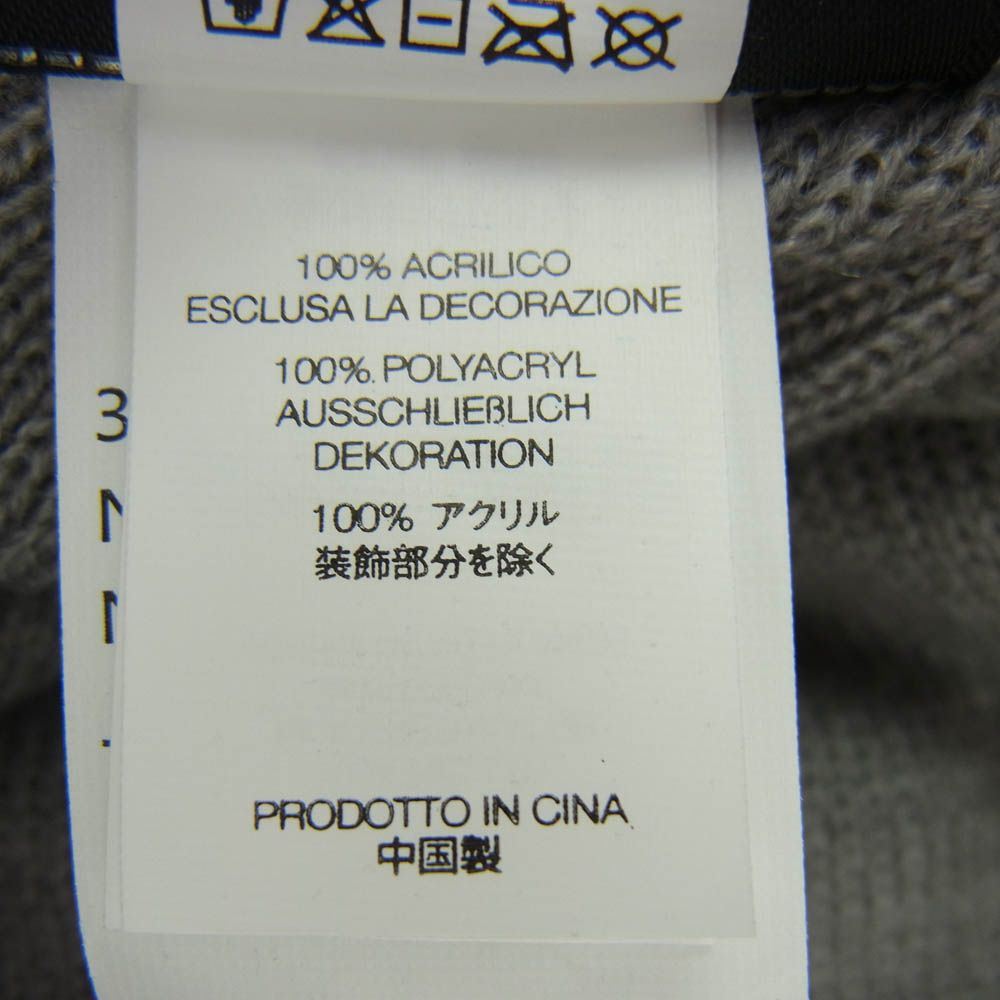 100% ACRILICO
ESCLUSA LA DECORAZIONE
100% POLYACRYL
AUSSCHLIEßLICH
DEKORATION
100% アクリル
装飾部分を除く
PRODOTTO IN CINA
中国製
3